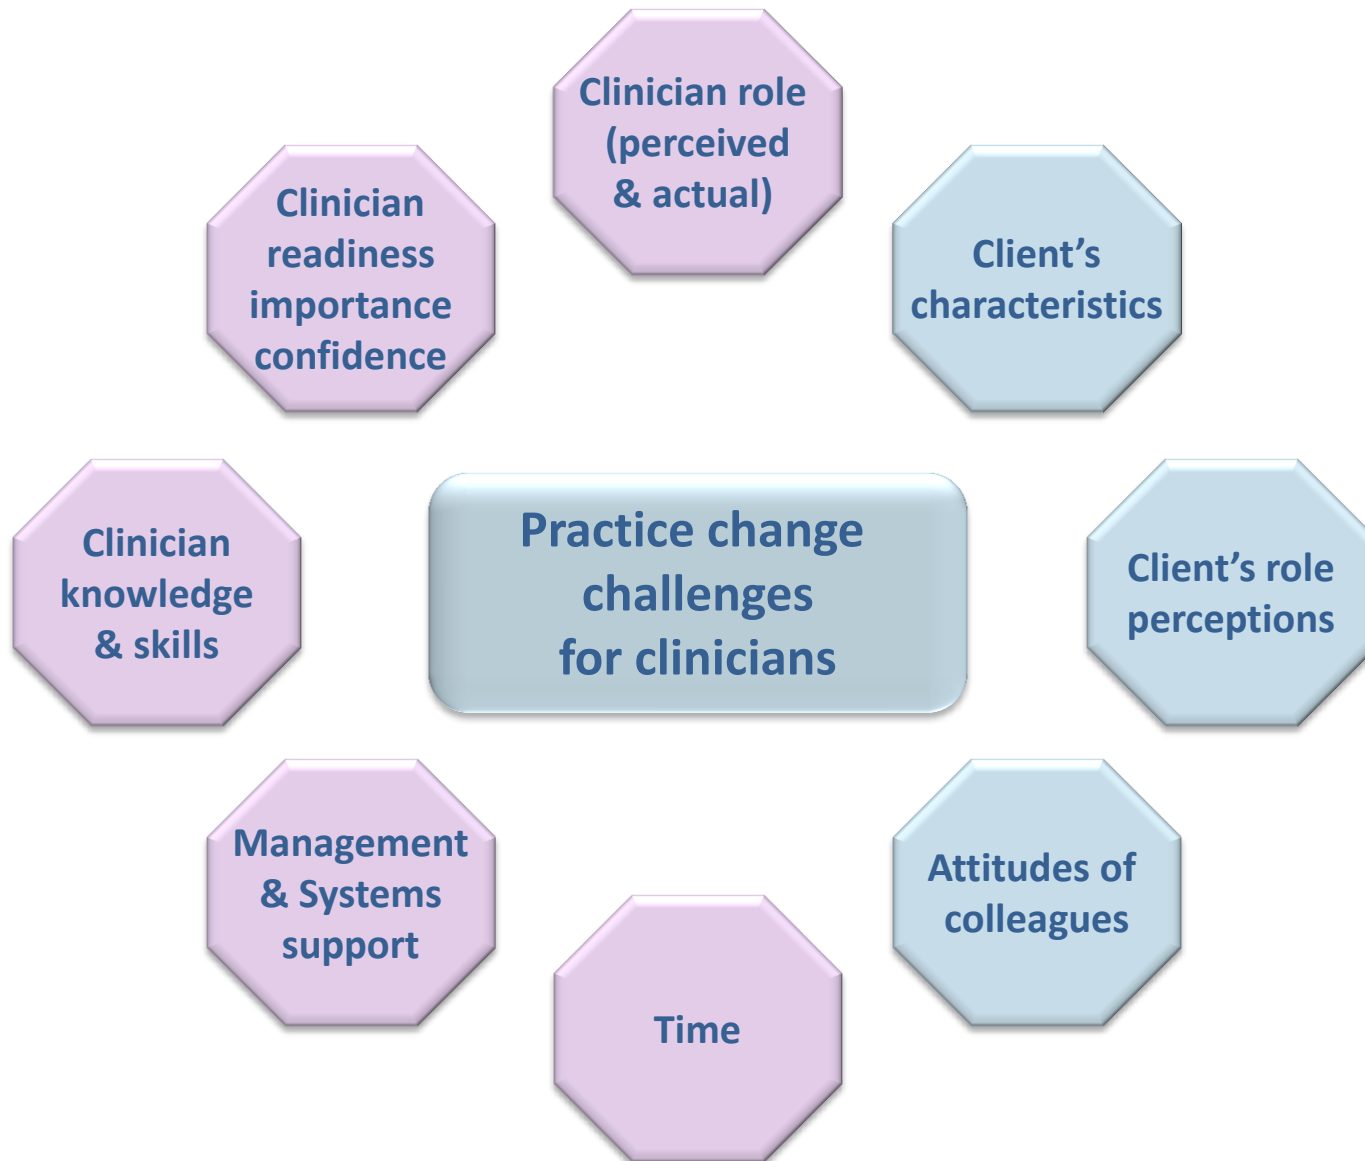 Clinician role
(perceived
& actual)
Clinician
readiness
importance
confidence
Client’s
characteristics
Clinician
knowledge
& skills
Practice change
challenges
for clinicians
Client’s role
perceptions
Management
& Systems
support
Attitudes of
colleagues
Time